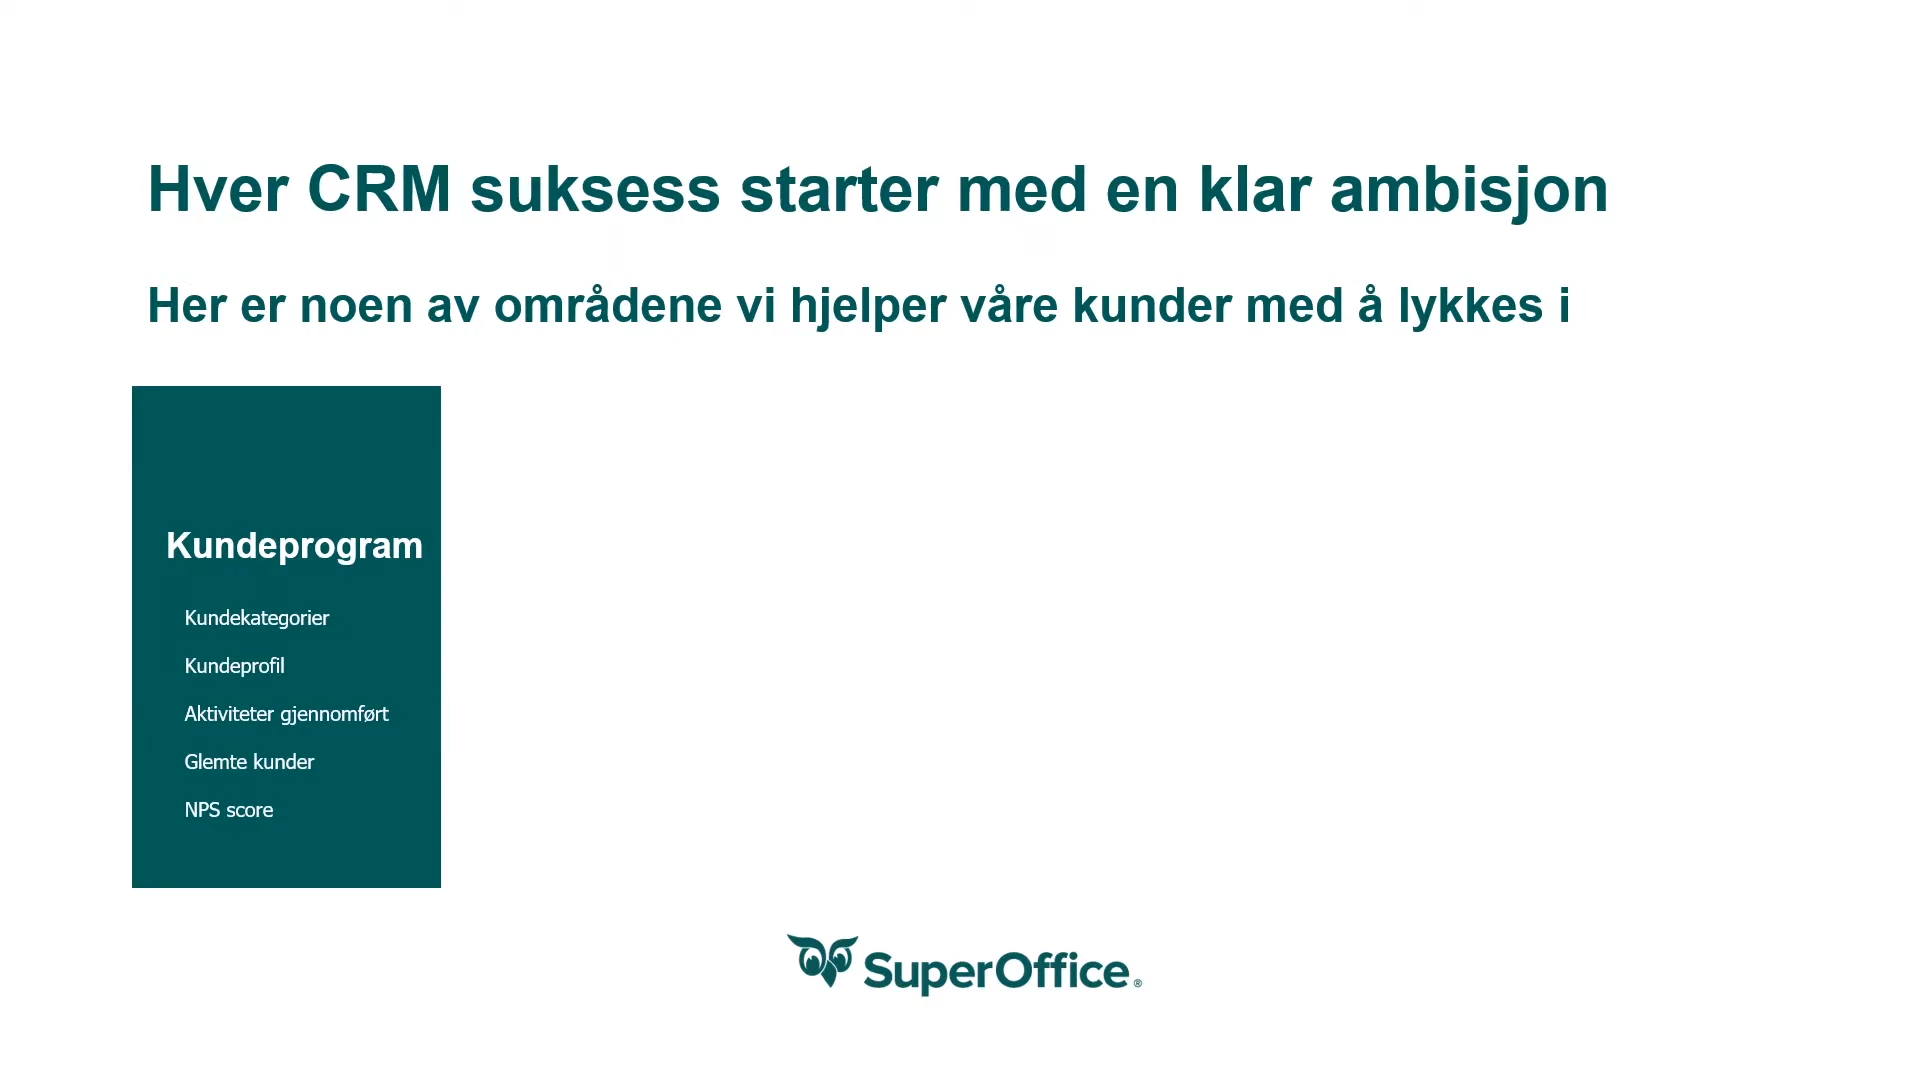 Hver CRM suksess starter med en klar ambisjon
Her er noen av områdene vi hjelper våre kunder med å lykkes i
Kundeprogram
Kundekategorier
Kundeprofil
Aktiviteter gjennomført
Glemte kunder
NPS score
SuperOffice®